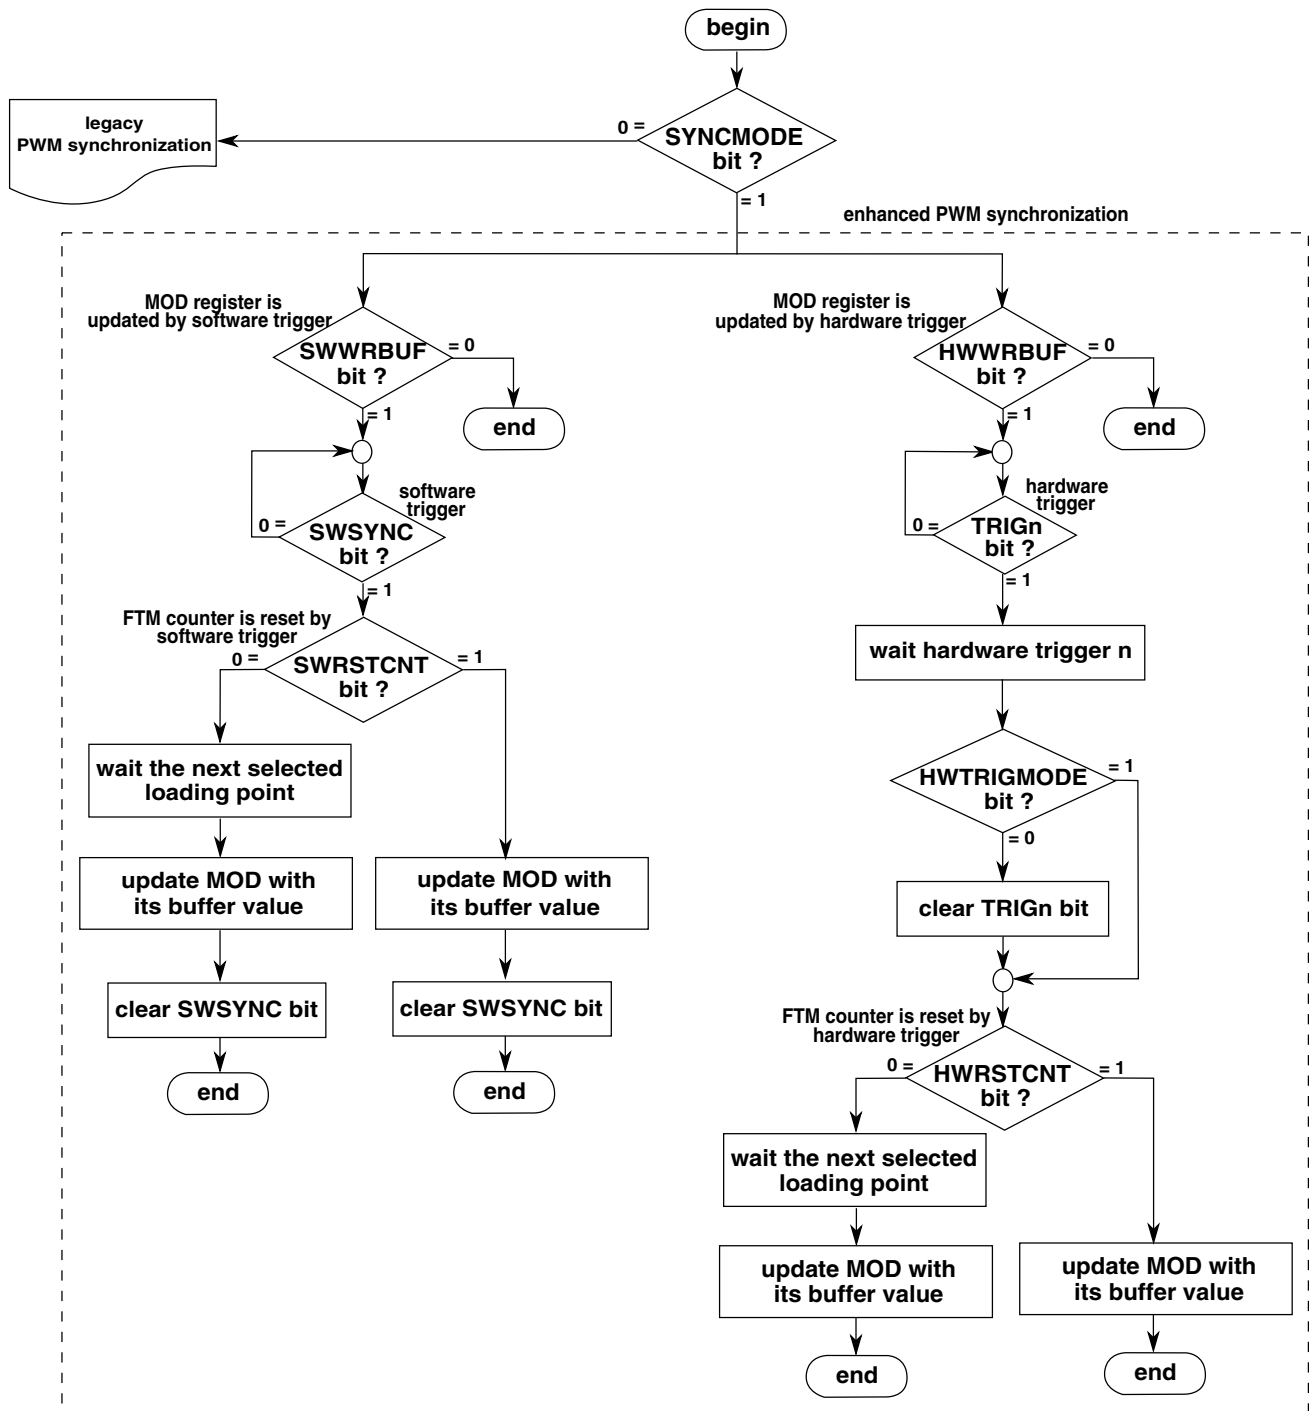 begin
legacy
PWM synchronization
0 =
SYNCMODE
bit ?
= 1
enhanced PWM synchronization
MOD register is
updated by software trigger
SWWRBUF
bit ?
= 0
= 1
end
software
trigger
0 =
SWSYNC
bit ?
= 1
FTM counter is reset by
software trigger
0 =
SWRSTCNT
bit ?
= 1
wait the next selected
loading point
update MOD with
its buffer value
clear SWSYNC bit
end
update MOD with
its buffer value
clear SWSYNC bit
end
MOD register is
updated by hardware trigger
HWWRBUF
bit ?
= 0
= 1
end
hardware
trigger
0 =
TRIGn
bit ?
= 1
wait hardware trigger n
HWTRIGMODE
bit ?
= 1
= 0
clear TRIGn bit
FTM counter is reset by
hardware trigger
0 =
HWRSTCNT
bit ?
= 1
wait the next selected
loading point
update MOD with
its buffer value
end
update MOD with
its buffer value
end